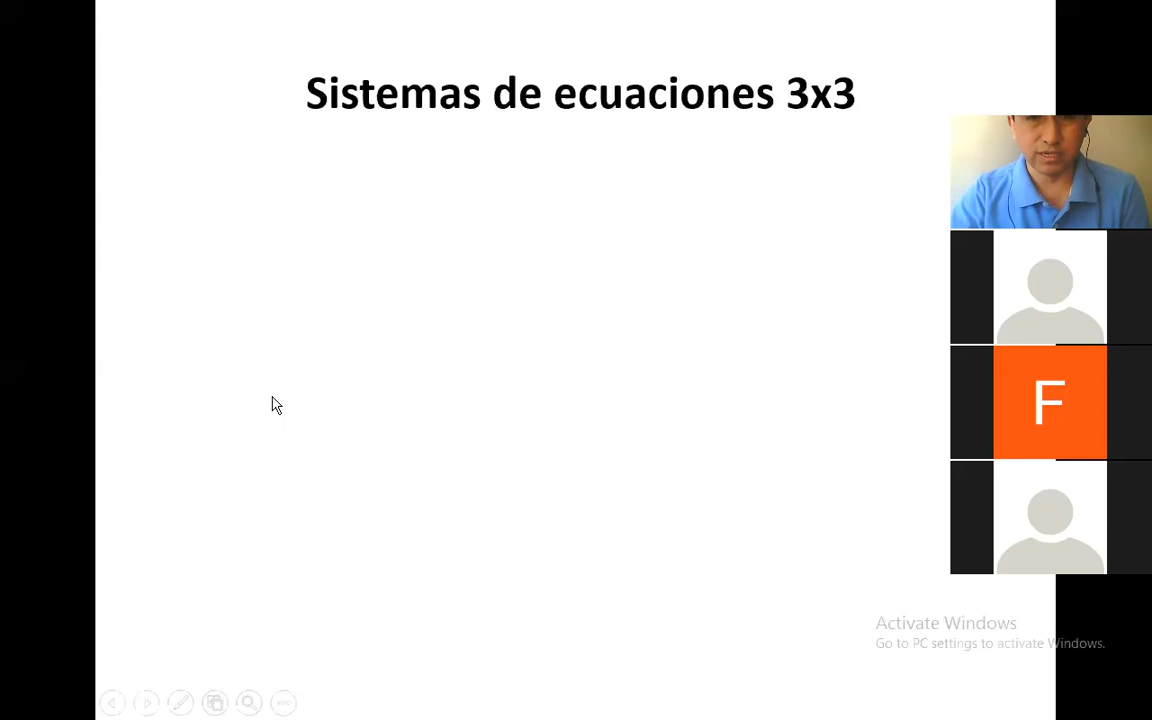 Sistemas de ecuaciones 3x3
F
Activate Windows
Go to PC settings to activate Windows.